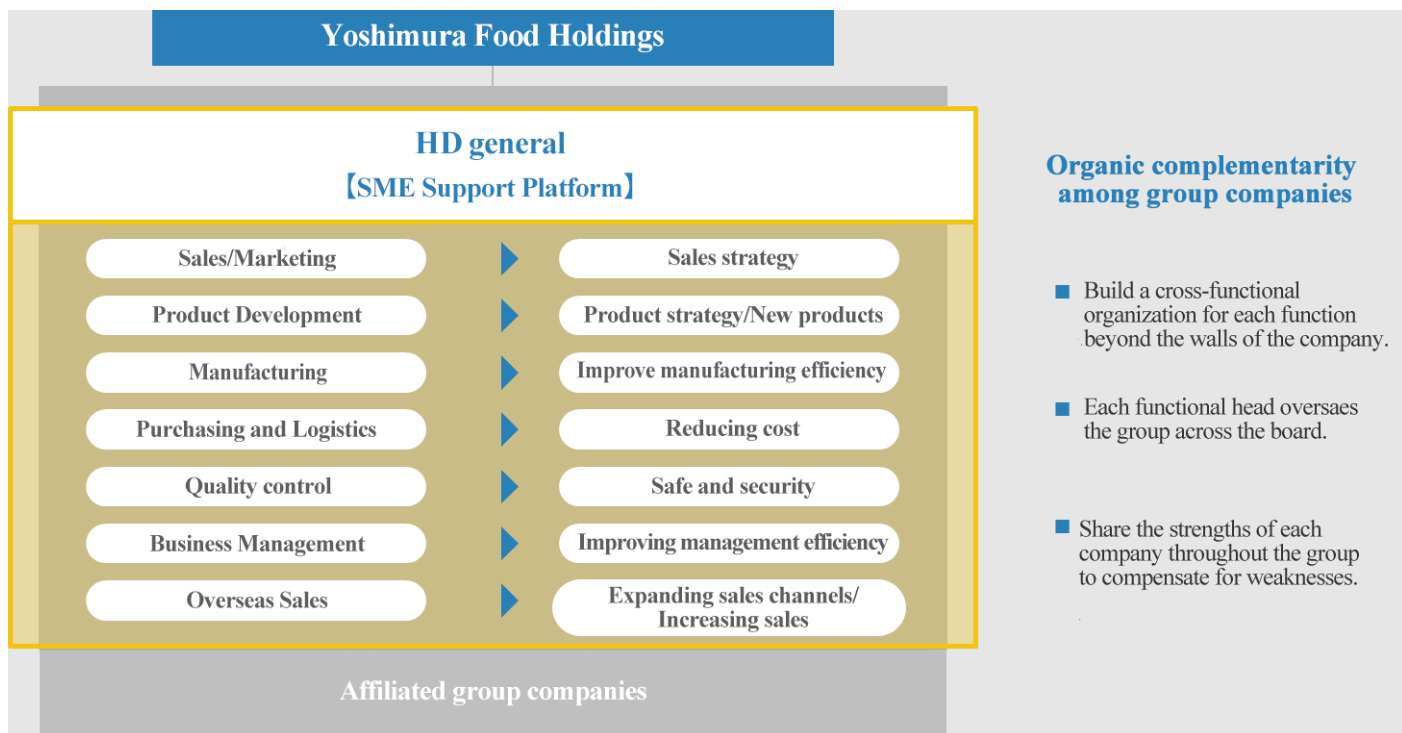 Yoshimura Food Holdings
HD general
【SME Support Platform】
Sales/Marketing
Sales strategy
Product Development
Product strategy/New products
Manufacturing
Improve manufacturing efficiency
Purchasing and Logistics
Reducing cost
Quality control
Safe and security
Business Management
Improving management efficiency
Overseas Sales
Expanding sales channels/
Increasing sales
Affiliated group companies
Organic complementarity
among group companies
Build a cross-functional
organization for each function
beyond the walls of the company.
Each functional head oversaes
the group across the board.
Share the strengths of each
company throughout the group
to compensate for weaknesses.